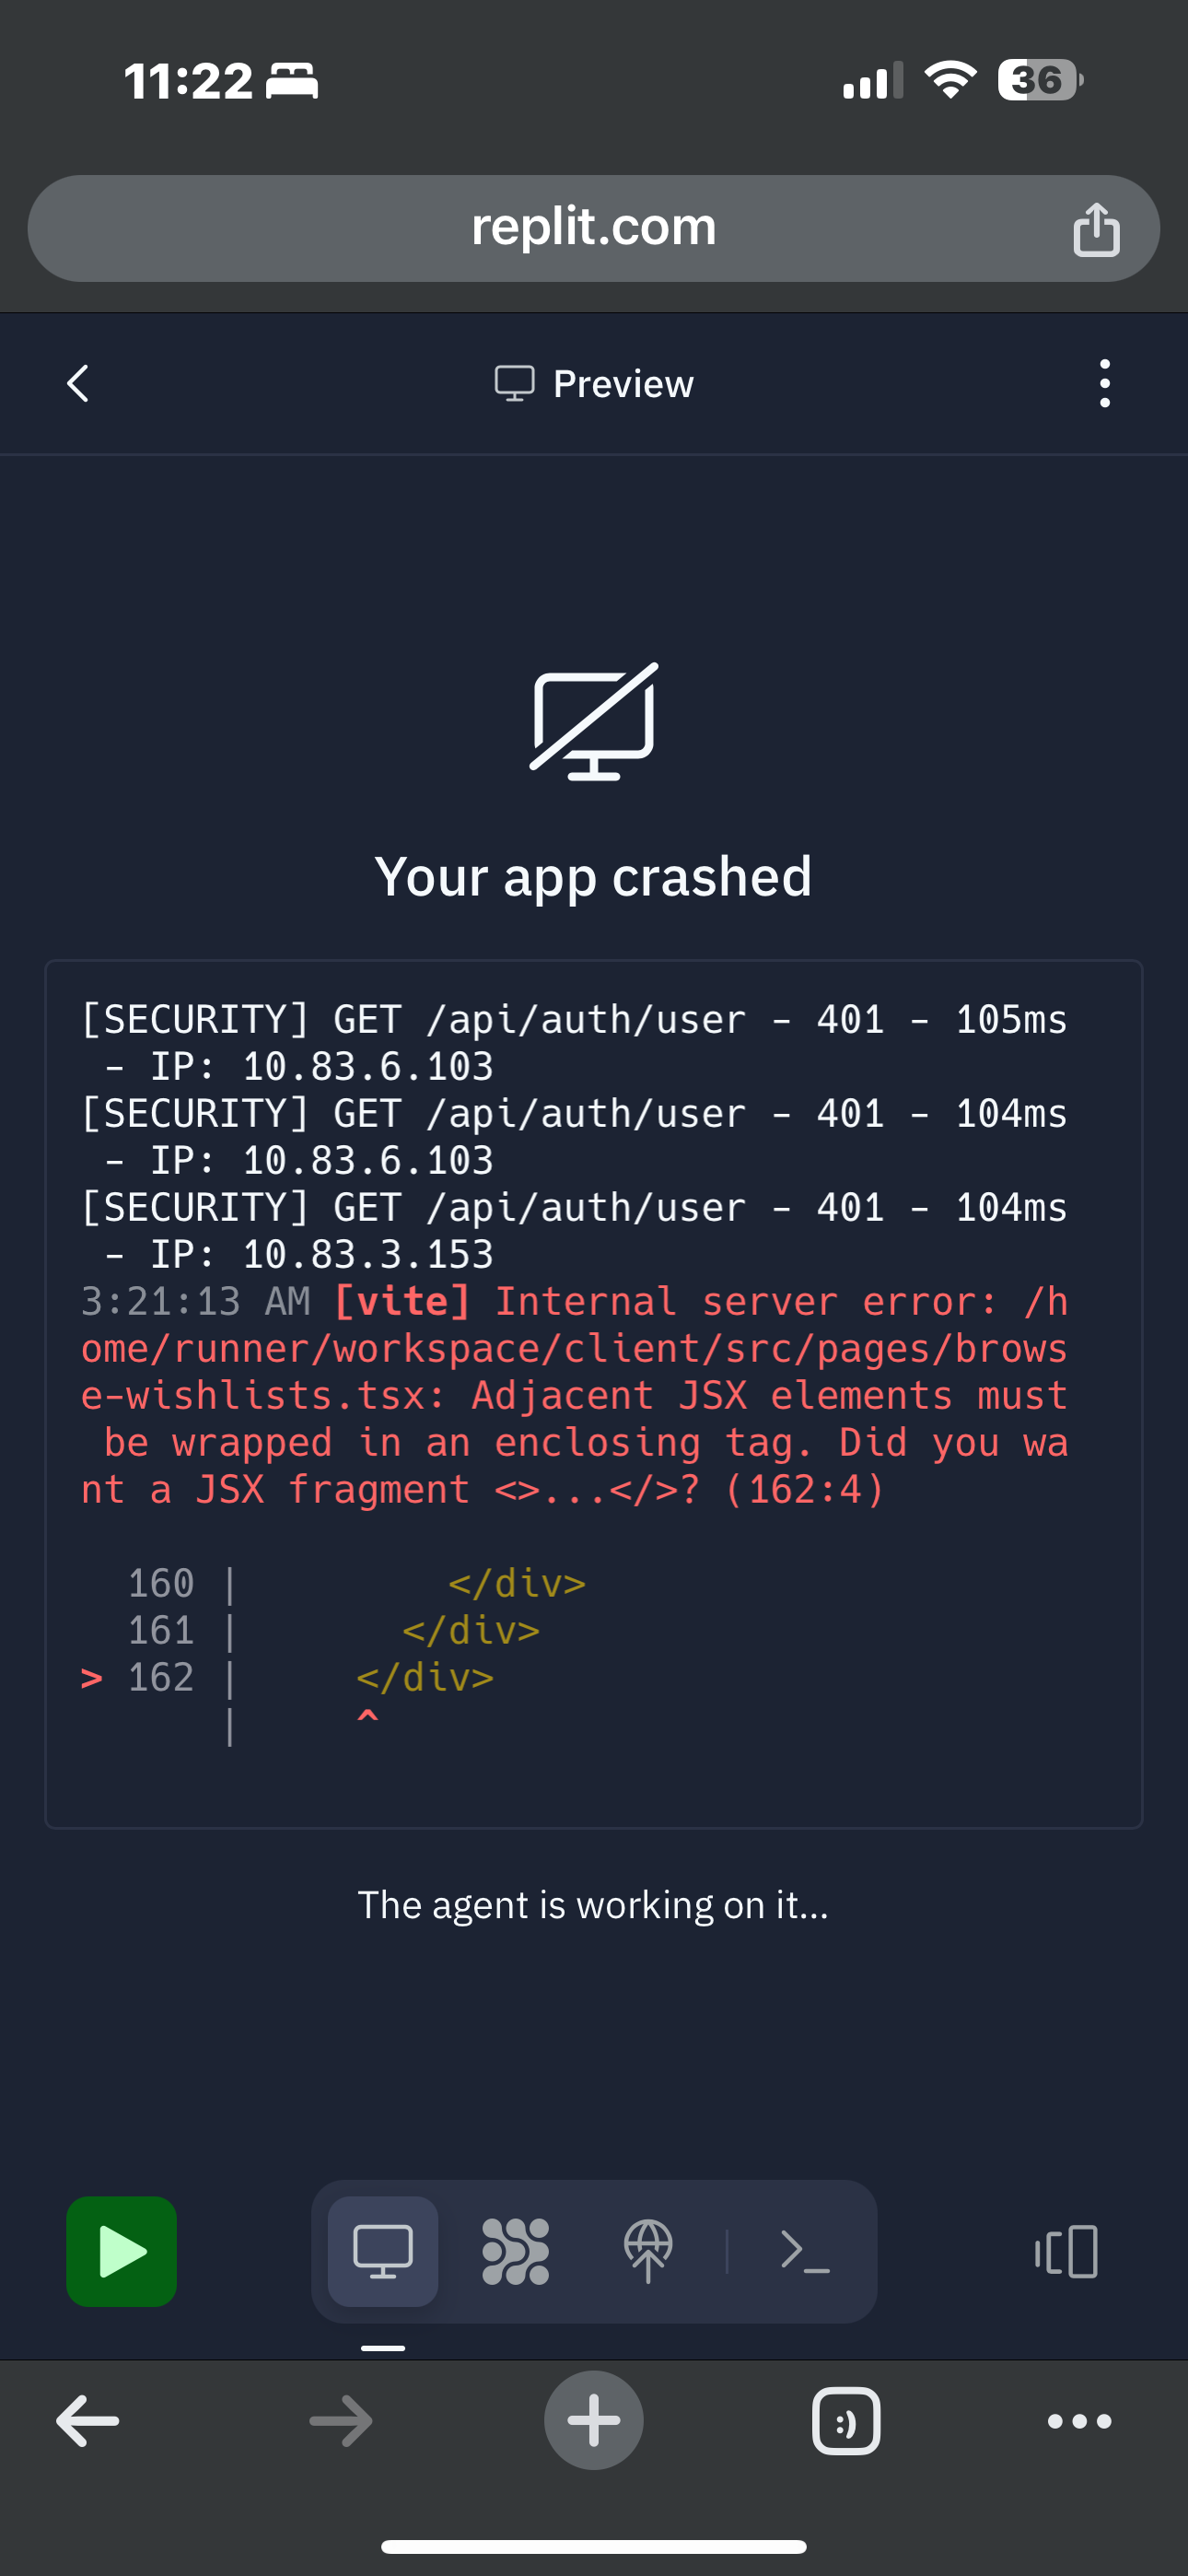 11:22
36
replit.com
Preview
Your app crashed
[SECURITY] GET /api/auth/user - 401 - 105ms
- IP: 10.83.6.103
[SECURITY] GET /api/auth/user - 401 - 104ms
- IP: 10.83.6.103
[SECURITY] GET /api/auth/user - 401 - 104ms
- IP: 10.83.3.153
3:21:13 AM [vite] Internal server error: /h
ome/runner/workspace/client/src/pages/brows
e-wishlists.tsx: Adjacent JSX elements must
be wrapped in an enclosing tag. Did you wa
nt a JSX fragment <>...</>? (162:4)
160 |         </div>
161 |       </div>
> 162 |     </div>
|     ^
The agent is working on it...
>_
:)